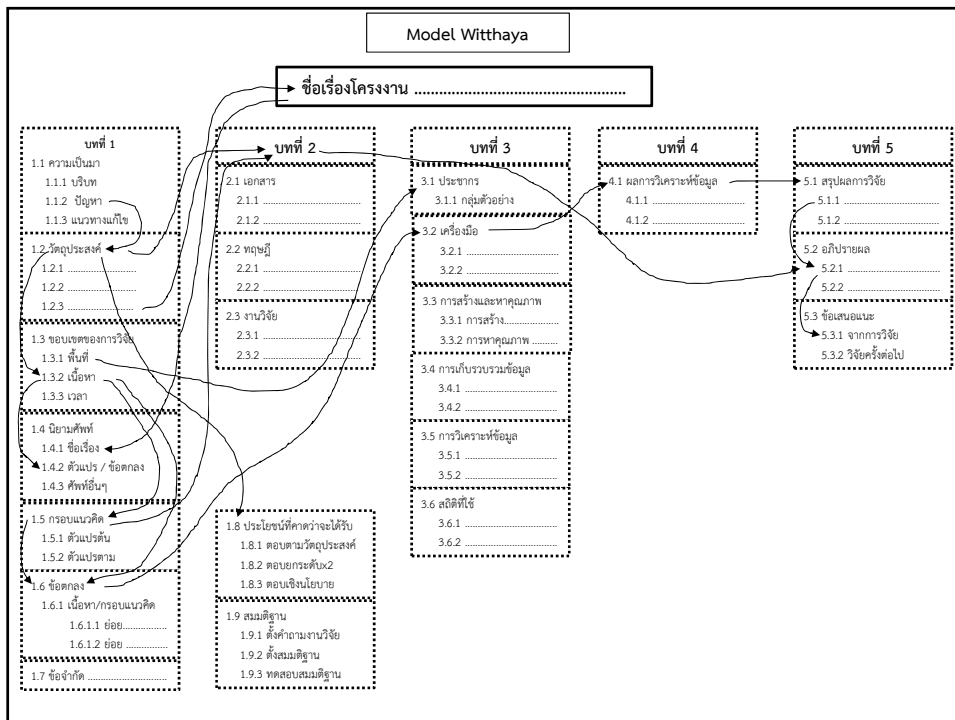 Model Witthaya
ชื่อเรื่องโครงงาน ....................................................
บทที่ 1
1.1 ความเป็นมา
1.1.1 บริบท
1.1.2 ปัญหา
1.1.3 แนวทางแก้ไข
1.2 วัตถุประสงค์
1.2.1 ..........................
1.2.2 ..........................
1.2.3 ..........................
1.3 ขอบเขตของการวิจัย
1.3.1 พื้นที่
1.3.2 เนื้อหา
1.3.3 เวลา
1.4 นิยามศัพท์
1.4.1 ชื่อเรื่อง
1.4.2 ตัวแปร / ข้อตกลง
1.4.3 ศัพท์อื่นๆ
1.5 กรอบแนวคิด
1.5.1 ตัวแปรต้น
1.5.2 ตัวแปรตาม
1.6 ข้อตกลง
1.6.1 เนื้อหา/กรอบแนวคิด
1.6.1.1 ย่อย................
1.6.1.2 ย่อย ...............
1.7 ข้อจำกัด .............................
บทที่ 2
2.1 เอกสาร
2.1.1 ..........................
2.1.2 ..........................
2.2 ทฤษฎี
2.2.1 ..........................
2.2.2 ..........................
2.3 งานวิจัย
2.3.1 ..........................
2.3.2 ..........................
1.8 ประโยชน์ที่คาดว่าจะได้รับ
1.8.1 ตอบตามวัตถุประสงค์
1.8.2 ตอบยกระดับx2
1.8.3 ตอบเชิงนโยบาย
1.9 สมมติฐาน
1.9.1 ตั้งคำถามงานวิจัย
1.9.2 ตั้งสมมติฐาน
1.9.3 ทดสอบสมมติฐาน
บทที่ 3
3.1 ประชากร
3.1.1 กลุ่มตัวอย่าง
3.2 เครื่องมือ
3.2.1 ..................................
3.2.2 ..................................
3.3 การสร้างและหาคุณภาพ
3.3.1 การสร้าง....................
3.3.2 การหาคุณภาพ ..........
3.4 การเก็บรวบรวมข้อมูล
3.4.1 ..................................
3.4.2 ..................................
3.5 การวิเคราะห์ข้อมูล
3.5.1 ..................................
3.5.2 ..................................
3.6 สถิติที่ใช้
3.6.1 ..................................
3.6.2 ..................................
บทที่ 4
4.1 ผลการวิเคราะห์ข้อมูล
4.1.1 ..........................
4.1.2 ..........................
บทที่ 5
5.1 สรุปผลการวิจัย
5.1.1 ..........................
5.1.2 ..........................
5.2 อภิปรายผล
5.2.1 ..........................
5.2.2 ..........................
5.3 ข้อเสนอแนะ
5.3.1 จากการวิจัย
5.3.2 วิจัยครั้งต่อไป